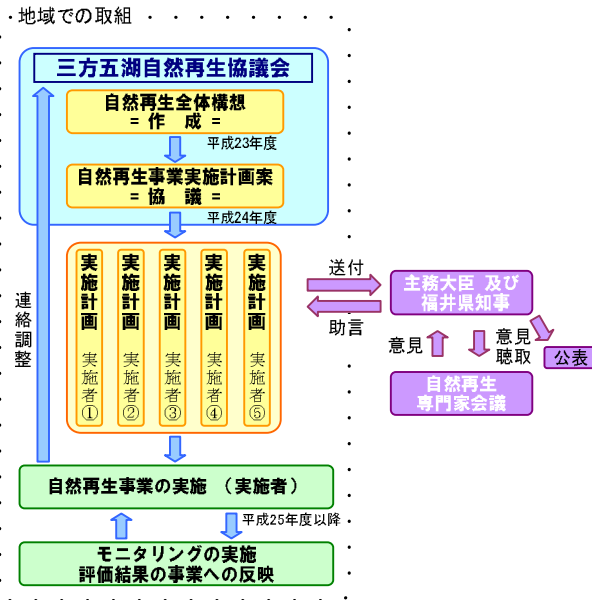 地域での取組
三方五湖自然再生協議会
自然再生全体構想
= 作 成 =
平成23年度
自然再生事業実施計画案
= 協 議 =
平成24年度
実施計画 実施者①
実施計画 実施者②
実施計画 実施者③
実施計画 実施者④
実施計画 実施者⑤
連絡調整
自然再生事業の実施 (実施者)
平成25年度以降
モニタリングの実施
評価結果の事業への反映
送付
助言
主務大臣 及び
福井県知事
意見
意見
聴取
公表
自然再生
専門家会議